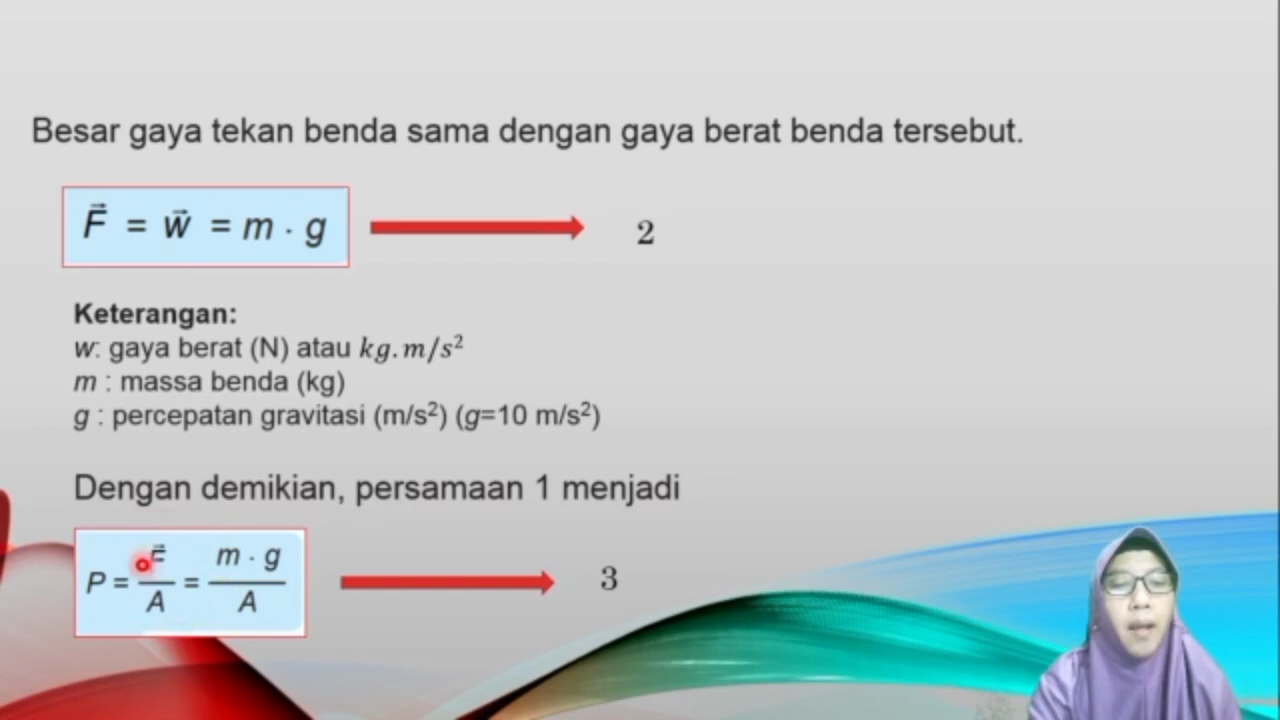 Besar gaya tekan benda sama dengan gaya berat benda tersebut.
F⃗ = w⃗ = m · g 2
Keterangan:
w: gaya berat (N) atau kg.m/s²
m : massa benda (kg)
g : percepatan gravitasi (m/s²) (g=10 m/s²)
Dengan demikian, persamaan 1 menjadi
P = F⃗/A = m · g/A 3